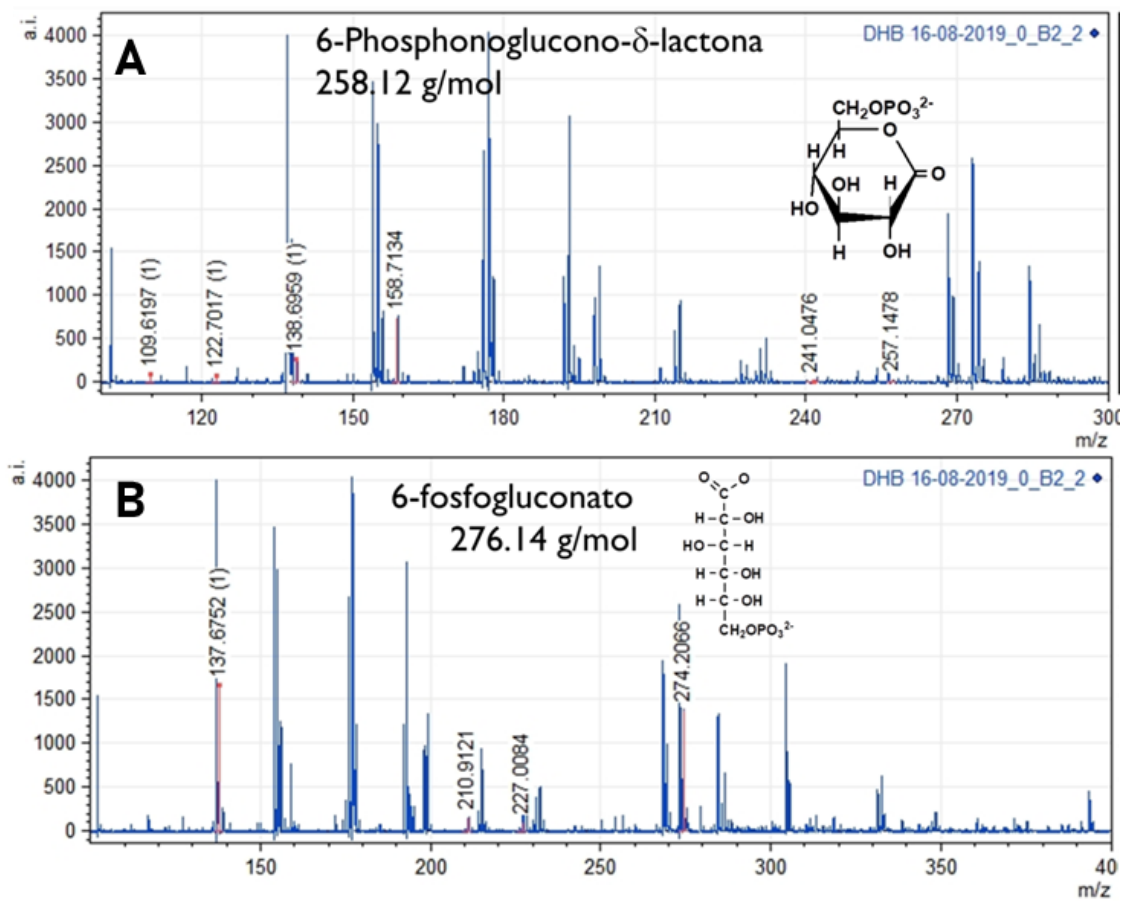 a.i.
A
6-Phosphonoglucono-δ-lactona
258.12 g/mol
DHB 16-08-2019_0_B2_2
4000
3500
3000
2500
2000
1500
1000
500
0
109.6197 (1)
122.7017 (1)
138.6959 (1)
158.7134
241.0476
257.1478
CH₂OPO₃²⁻
O
H
H
OH
H
O
HO
H
OH
120
150
180
210
240
270
300
m/z
a.i.
B
6-fosfogluconato
276.14 g/mol
DHB 16-08-2019_0_B2_2
4000
3500
3000
2500
2000
1500
1000
500
0
137.6752 (1)
210.9121
227.0084
274.2066
O C O
H-C-OH
HO-C-H
H-C-OH
H-C-OH
CH₂OPO₃²⁻
150
200
250
300
350
40
m/z